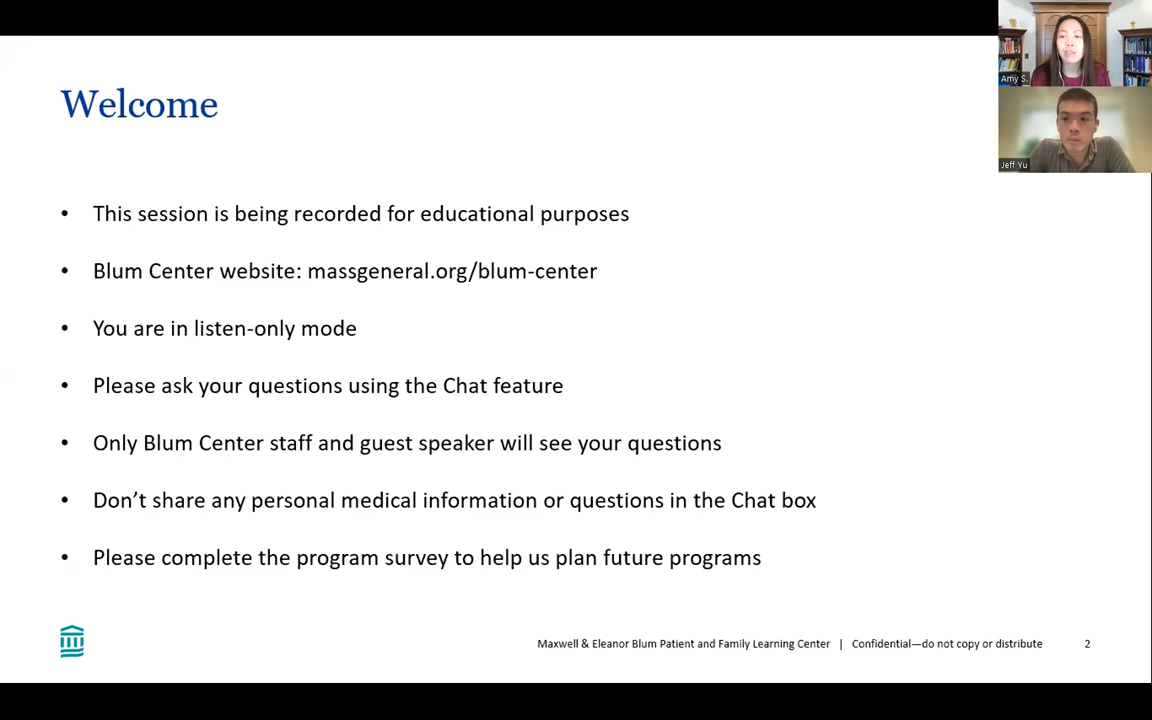 Welcome
• This session is being recorded for educational purposes
• Blum Center website: massgeneral.org/blum-center
• You are in listen-only mode
• Please ask your questions using the Chat feature
• Only Blum Center staff and guest speaker will see your questions
• Don’t share any personal medical information or questions in the Chat box
• Please complete the program survey to help us plan future programs
Maxwell & Eleanor Blum Patient and Family Learning Center | Confidential—do not copy or distribute 2
Amy S.
Jeff Yu